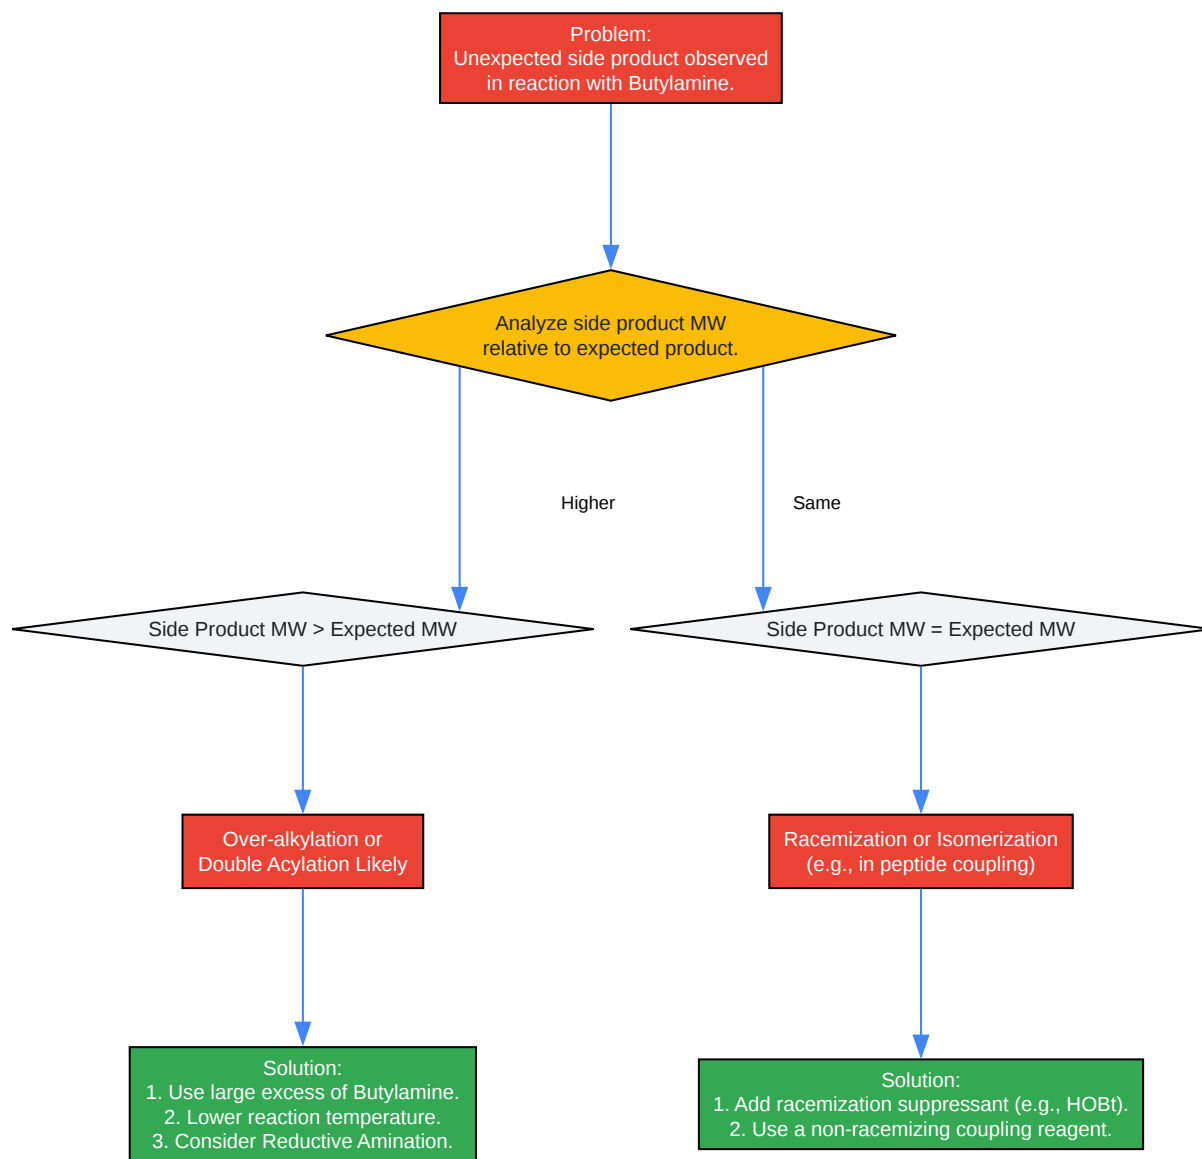 Problem:
Unexpected side product observed
in reaction with Butylamine.
Analyze side product MW
relative to expected product.
Higher
Same
Side Product MW > Expected MW
Side Product MW = Expected MW
Over-alkylation or
Double Acylation Likely
Racemization or Isomerization
(e.g., in peptide coupling)
Solution:
1. Use large excess of Butylamine.
2. Lower reaction temperature.
3. Consider Reductive Amination.
Solution:
1. Add racemization suppressant (e.g., HOBt).
2. Use a non-racemizing coupling reagent.